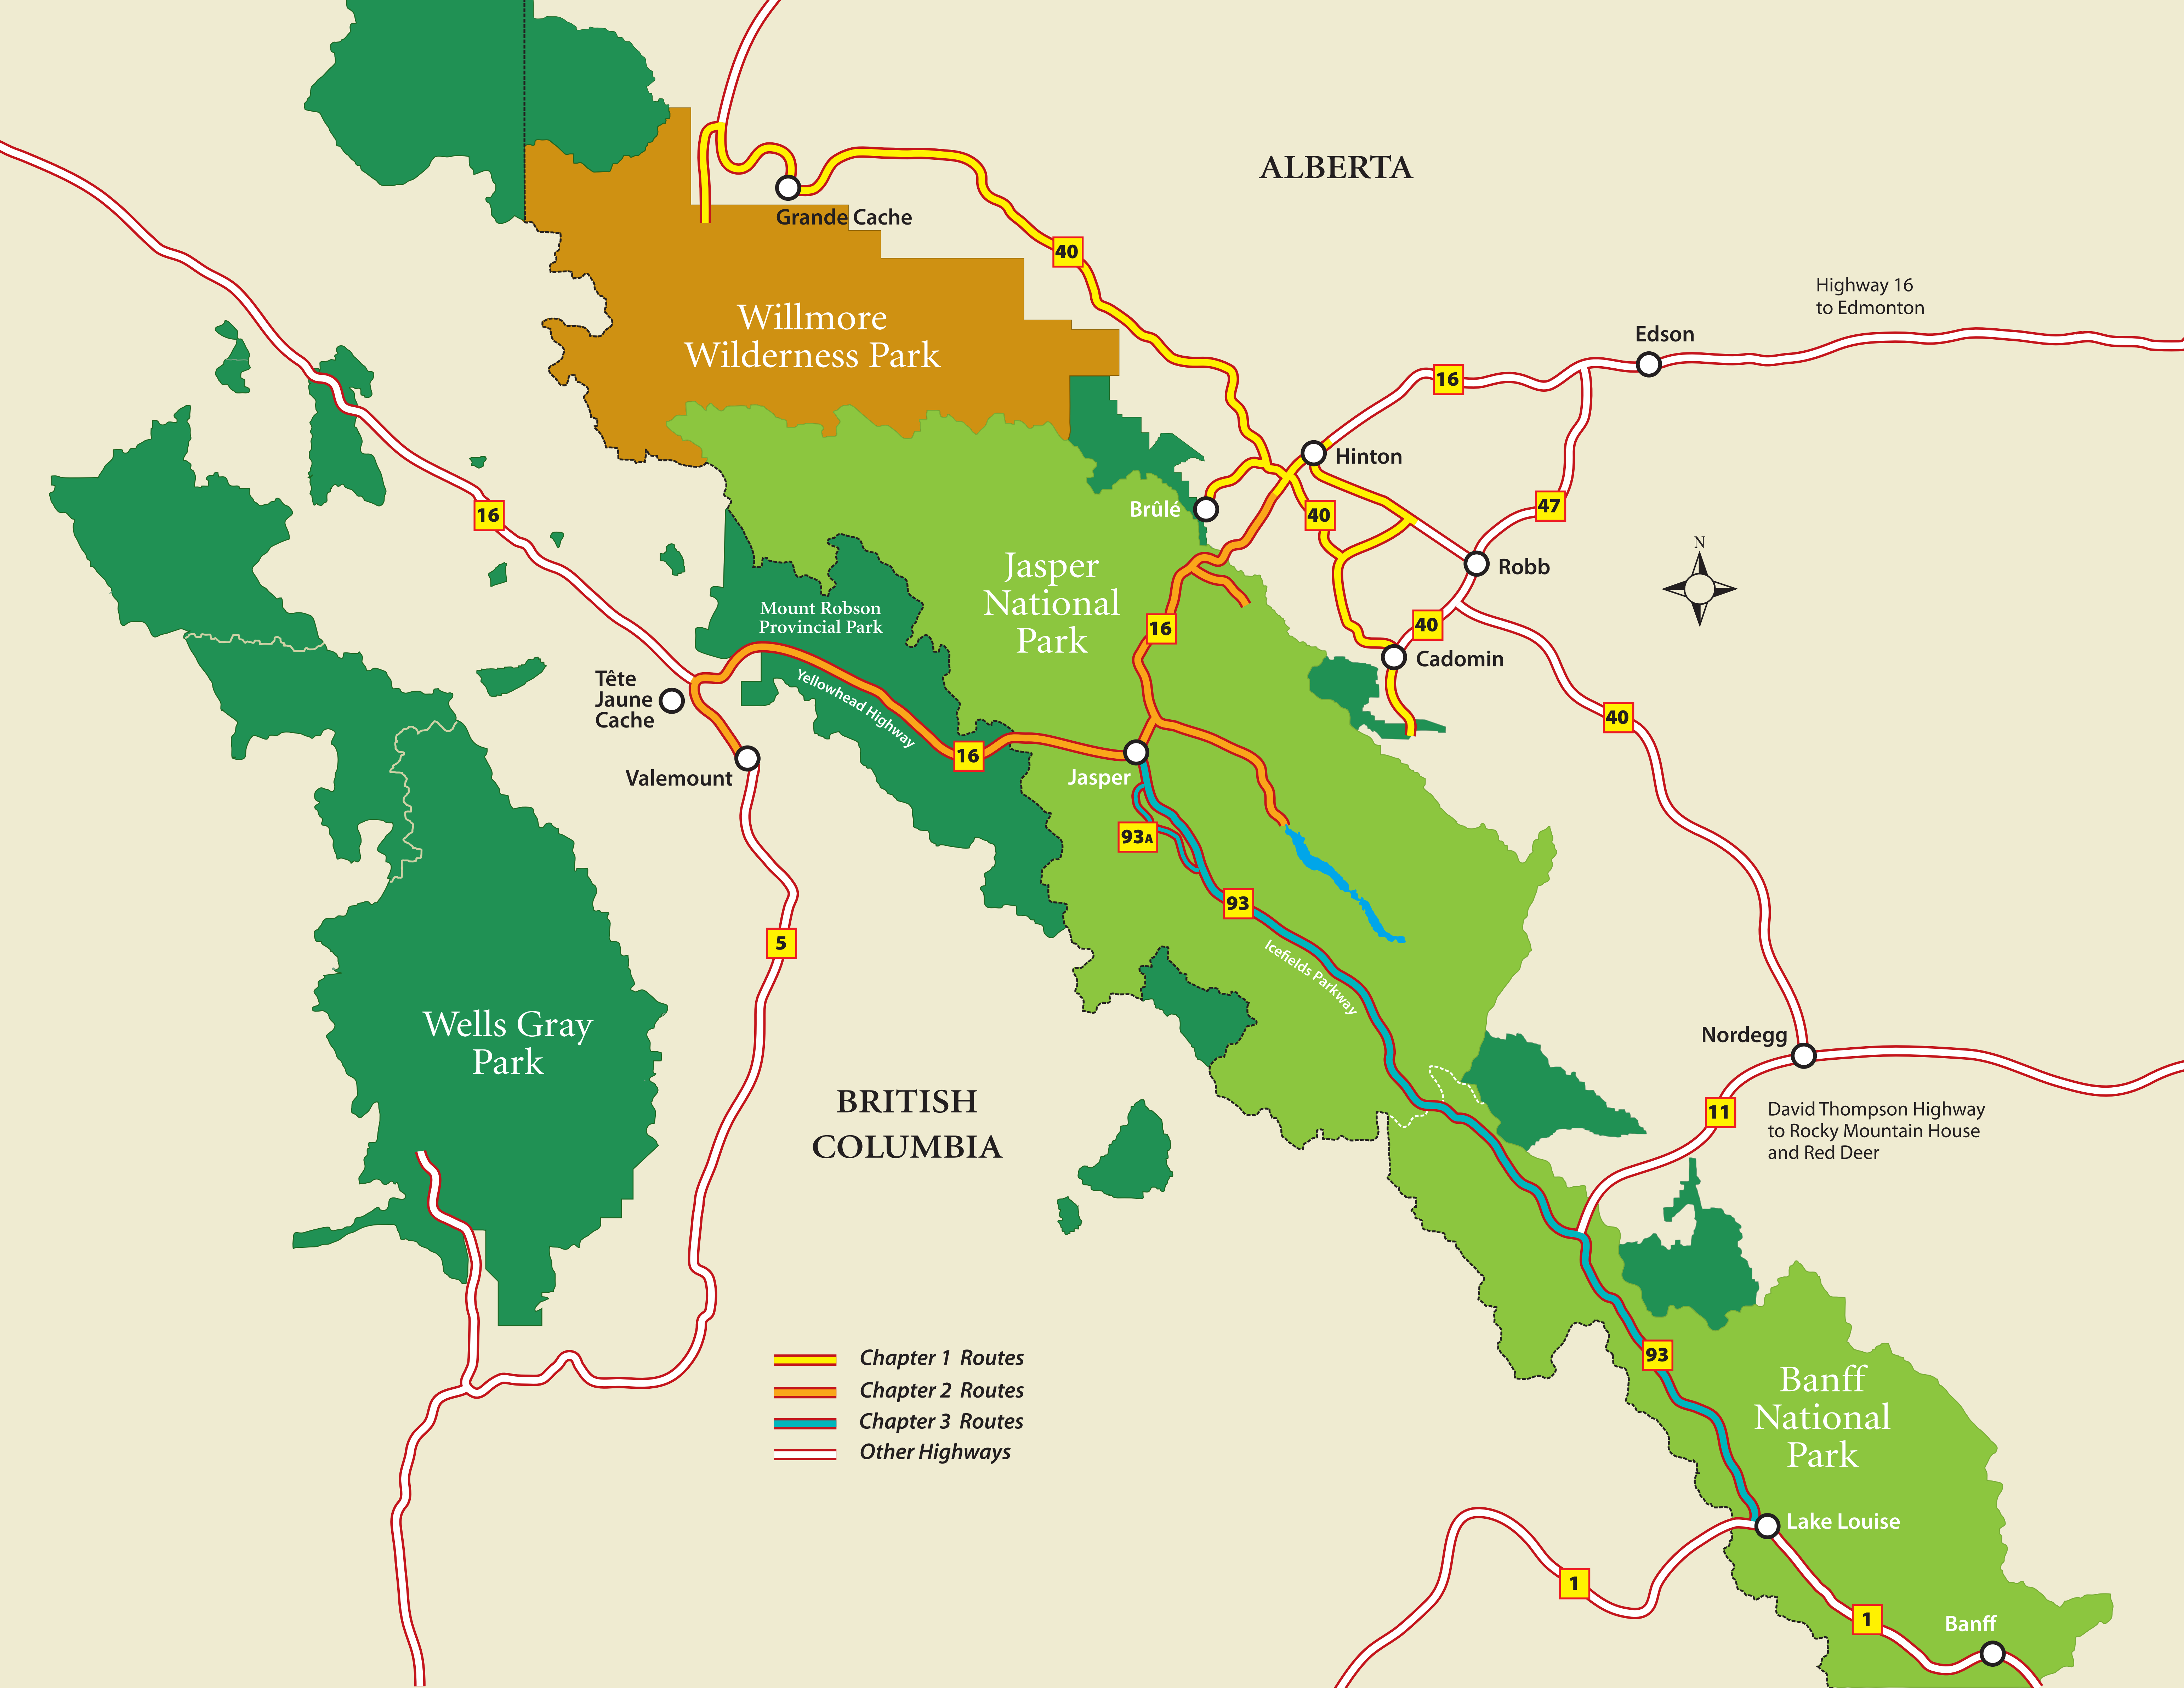 ALBERTA
Grande Cache
40
Willmore
Wilderness Park
Highway 16
to Edmonton
Edson
16
Hinton
Brûlé
40
47
16
Robb
N
Jasper
National
Park
Mount Robson
Provincial Park
16
40
Cadomin
Tête
Jaune
Cache
Yellowhead Highway
16
40
Valemount
Jasper
93A
93
5
Icefields Parkway
Wells Gray
Park
Nordegg
BRITISH
COLUMBIA
11
David Thompson Highway
to Rocky Mountain House
and Red Deer
93
Chapter 1 Routes
Chapter 2 Routes
Chapter 3 Routes
Other Highways
Banff
National
Park
Lake Louise
1
1
Banff